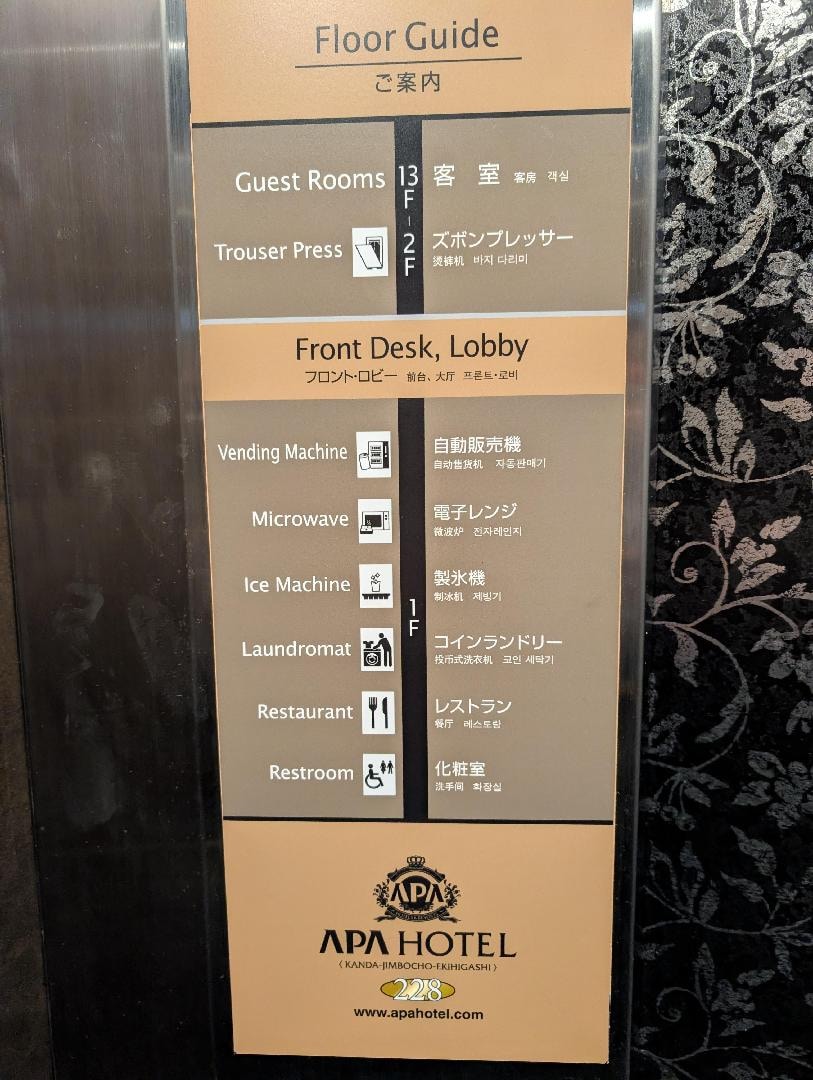 Floor Guide
ご案内
Guest Rooms 13F 客室 客房 객실
|
Trouser Press 2F ズボンプレッサー
烫裤机 바지 다리미
Front Desk, Lobby
フロント・ロビー 前台、大厅 프론트・로비
Vending Machine 自動販売機
自动售货机 자동판매기
Microwave 電子レンジ
微波炉 전자레인지
Ice Machine 製氷機
制冰机 제빙기
1F
Laundromat コインランドリー
投币式洗衣机 코인 세탁기
Restaurant レストラン
餐厅 레스토랑
Restroom 化粧室
洗手间 화장실
APA
APA HOTEL
〈KANDA-JIMBOCHO-EKIHIGASHI〉
228
www.apahotel.com